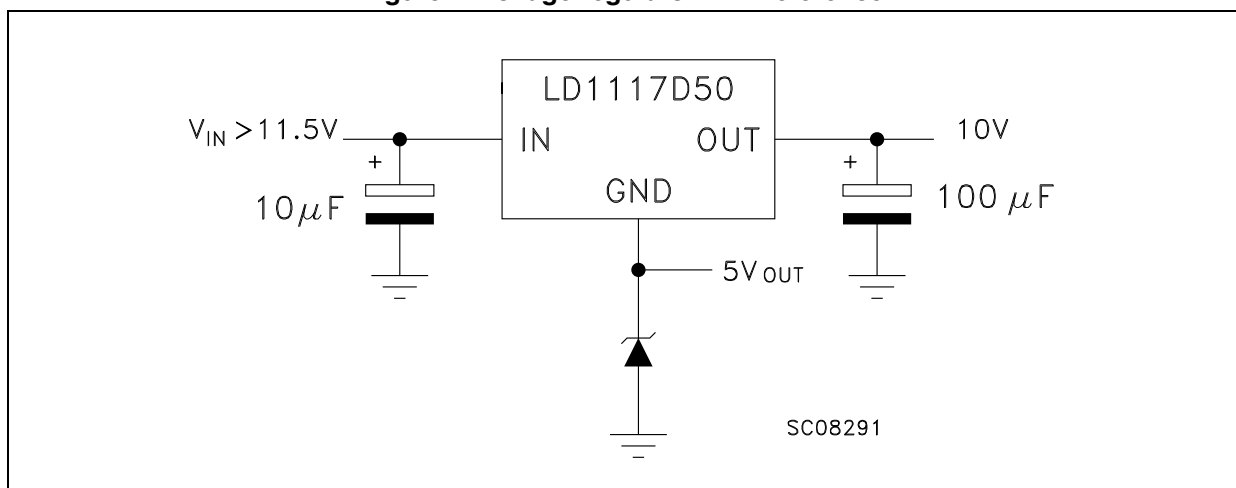 LD1117D50
V_IN >11.5V
IN
OUT
10V
+
+
GND
10μF
100 μF
5V_OUT
SC08291